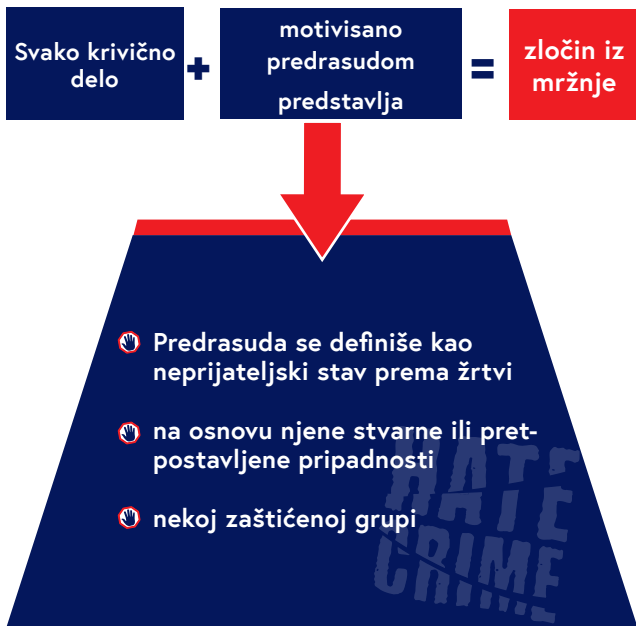 Svako krivično
delo
+
motivisano
predrasudom
predstavlja
=
zločin iz
mržnje
Predrasuda se definiše kao
neprijateljski stav prema žrtvi
na osnovu njene stvarne ili pret-
postavljene pripadnosti
nekoj zaštićenoj grupi
HATE
CRIME